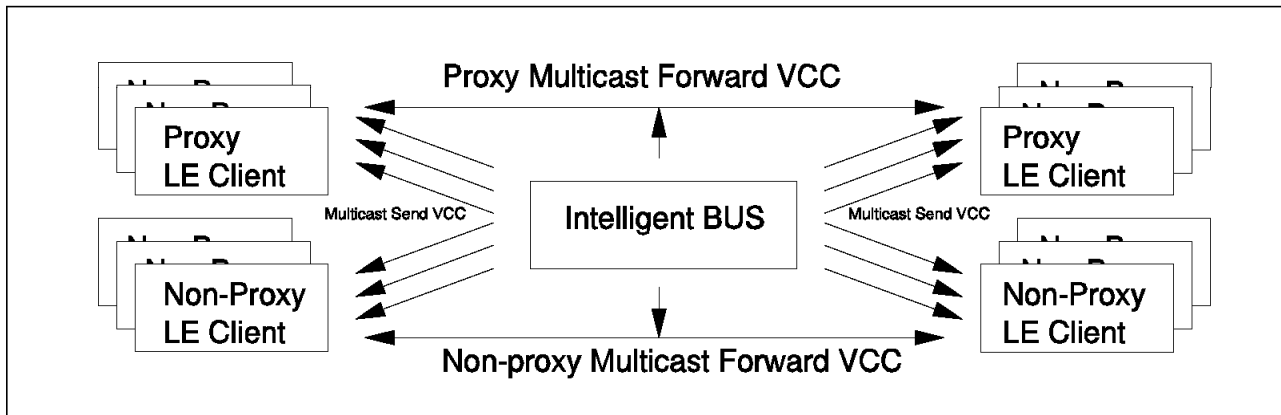 Proxy Multicast Forward VCC
Proxy
LE Client
Proxy
LE Client
Multicast Send VCC
Intelligent BUS
Multicast Send VCC
Non-Proxy
LE Client
Non-Proxy
LE Client
Non-proxy Multicast Forward VCC